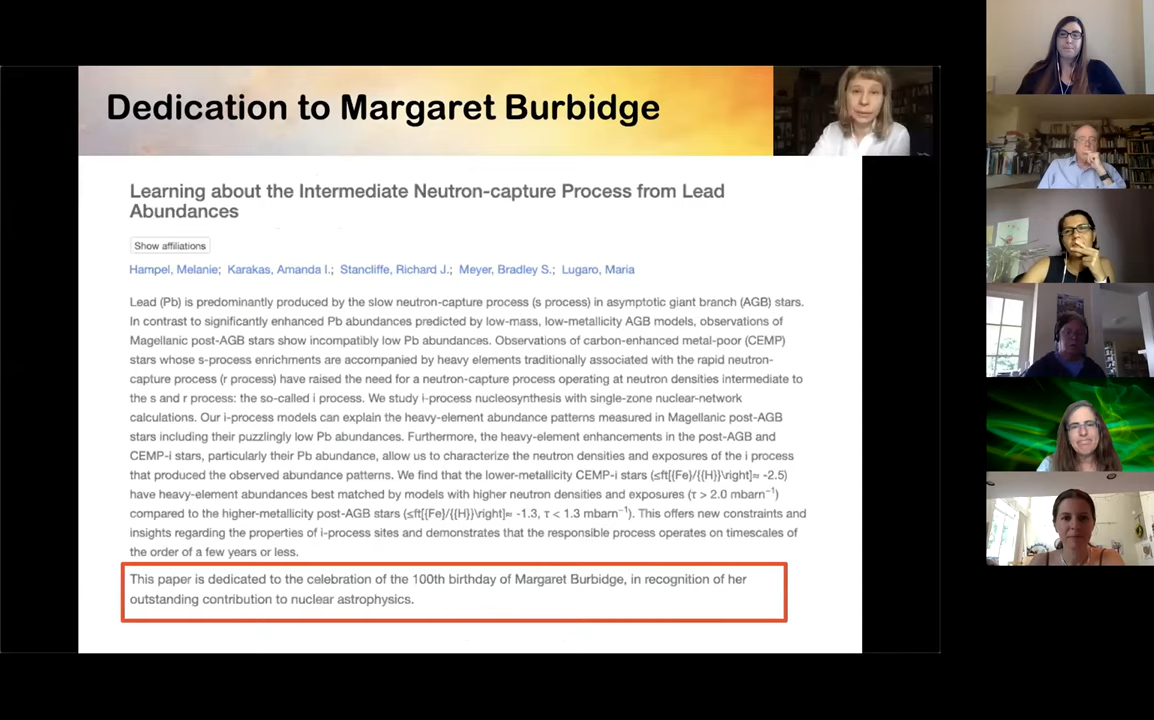 Dedication to Margaret Burbidge
Learning about the Intermediate Neutron-capture Process from Lead
Abundances
Show affiliations
Hampel, Melanie; Karakas, Amanda I.; Stancliffe, Richard J.; Meyer, Bradley S.; Lugaro, Maria
Lead (Pb) is predominantly produced by the slow neutron-capture process (s process) in asymptotic giant branch (AGB) stars.
In contrast to significantly enhanced Pb abundances predicted by low-mass, low-metallicity AGB models, observations of
Magellanic post-AGB stars show incompatibly low Pb abundances. Observations of carbon-enhanced metal-poor (CEMP)
stars whose s-process enrichments are accompanied by heavy elements traditionally associated with the rapid neutron-
capture process (r process) have raised the need for a neutron-capture process operating at neutron densities intermediate to
the s and r process: the so-called i process. We study i-process nucleosynthesis with single-zone nuclear-network
calculations. Our i-process models can explain the heavy-element abundance patterns measured in Magellanic post-AGB
stars including their puzzlingly low Pb abundances. Furthermore, the heavy-element enhancements in the post-AGB and
CEMP-i stars, particularly their Pb abundance, allow us to characterize the neutron densities and exposures of the i process
that produced the observed abundance patterns. We find that the lower-metallicity CEMP-i stars (≤ft[{Fe}/{{H}}\right]≈ -2.5)
have heavy-element abundances best matched by models with higher neutron densities and exposures (τ > 2.0 mbarn⁻¹)
compared to the higher-metallicity post-AGB stars (≤ft[{Fe}/{{H}}\right]≈ -1.3, τ < 1.3 mbarn⁻¹). This offers new constraints and
insights regarding the properties of i-process sites and demonstrates that the responsible process operates on timescales of
the order of a few years or less.
This paper is dedicated to the celebration of the 100th birthday of Margaret Burbidge, in recognition of her
outstanding contribution to nuclear astrophysics.